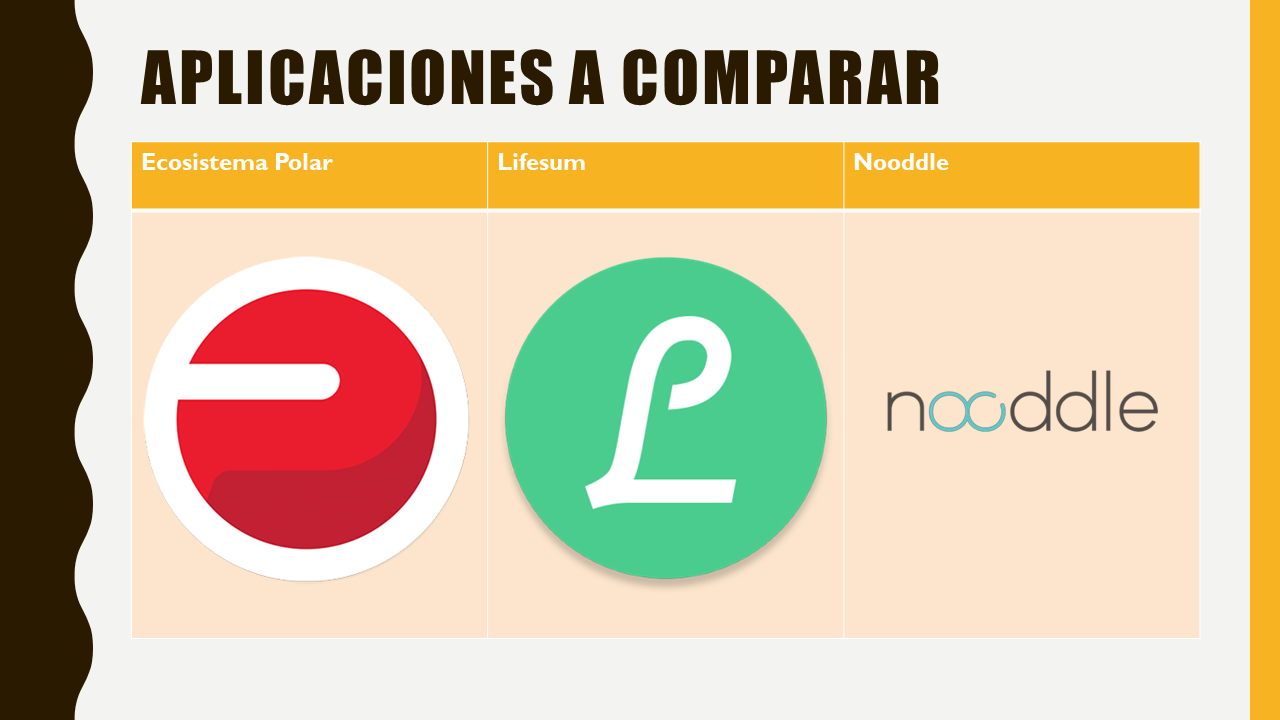 APLICACIONES A COMPARAR
Ecosistema Polar
Lifesum
Nooddle
nooddle